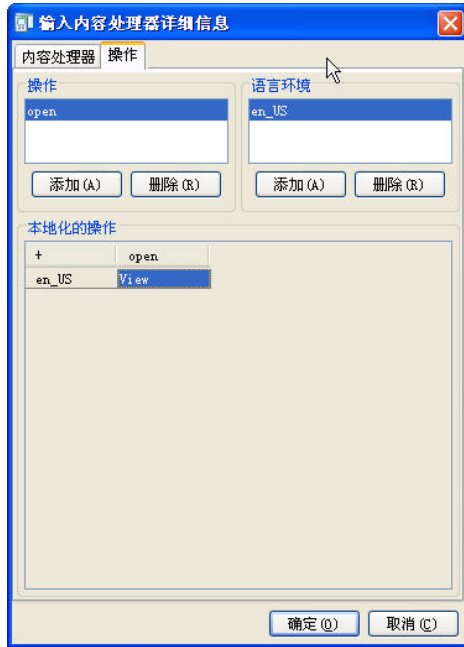 输入内容处理器详细信息
内容处理器 操作
操作
open
添加(A) 删除(R)
语言环境
en_US
添加(A) 删除(R)
本地化的操作
+ open
en_US View
确定(O) 取消(C)